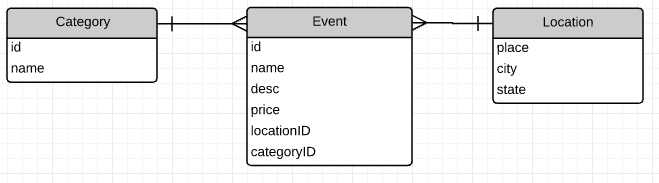 Category
id
name
Event
id
name
desc
price
locationID
categoryID
Location
place
city
state